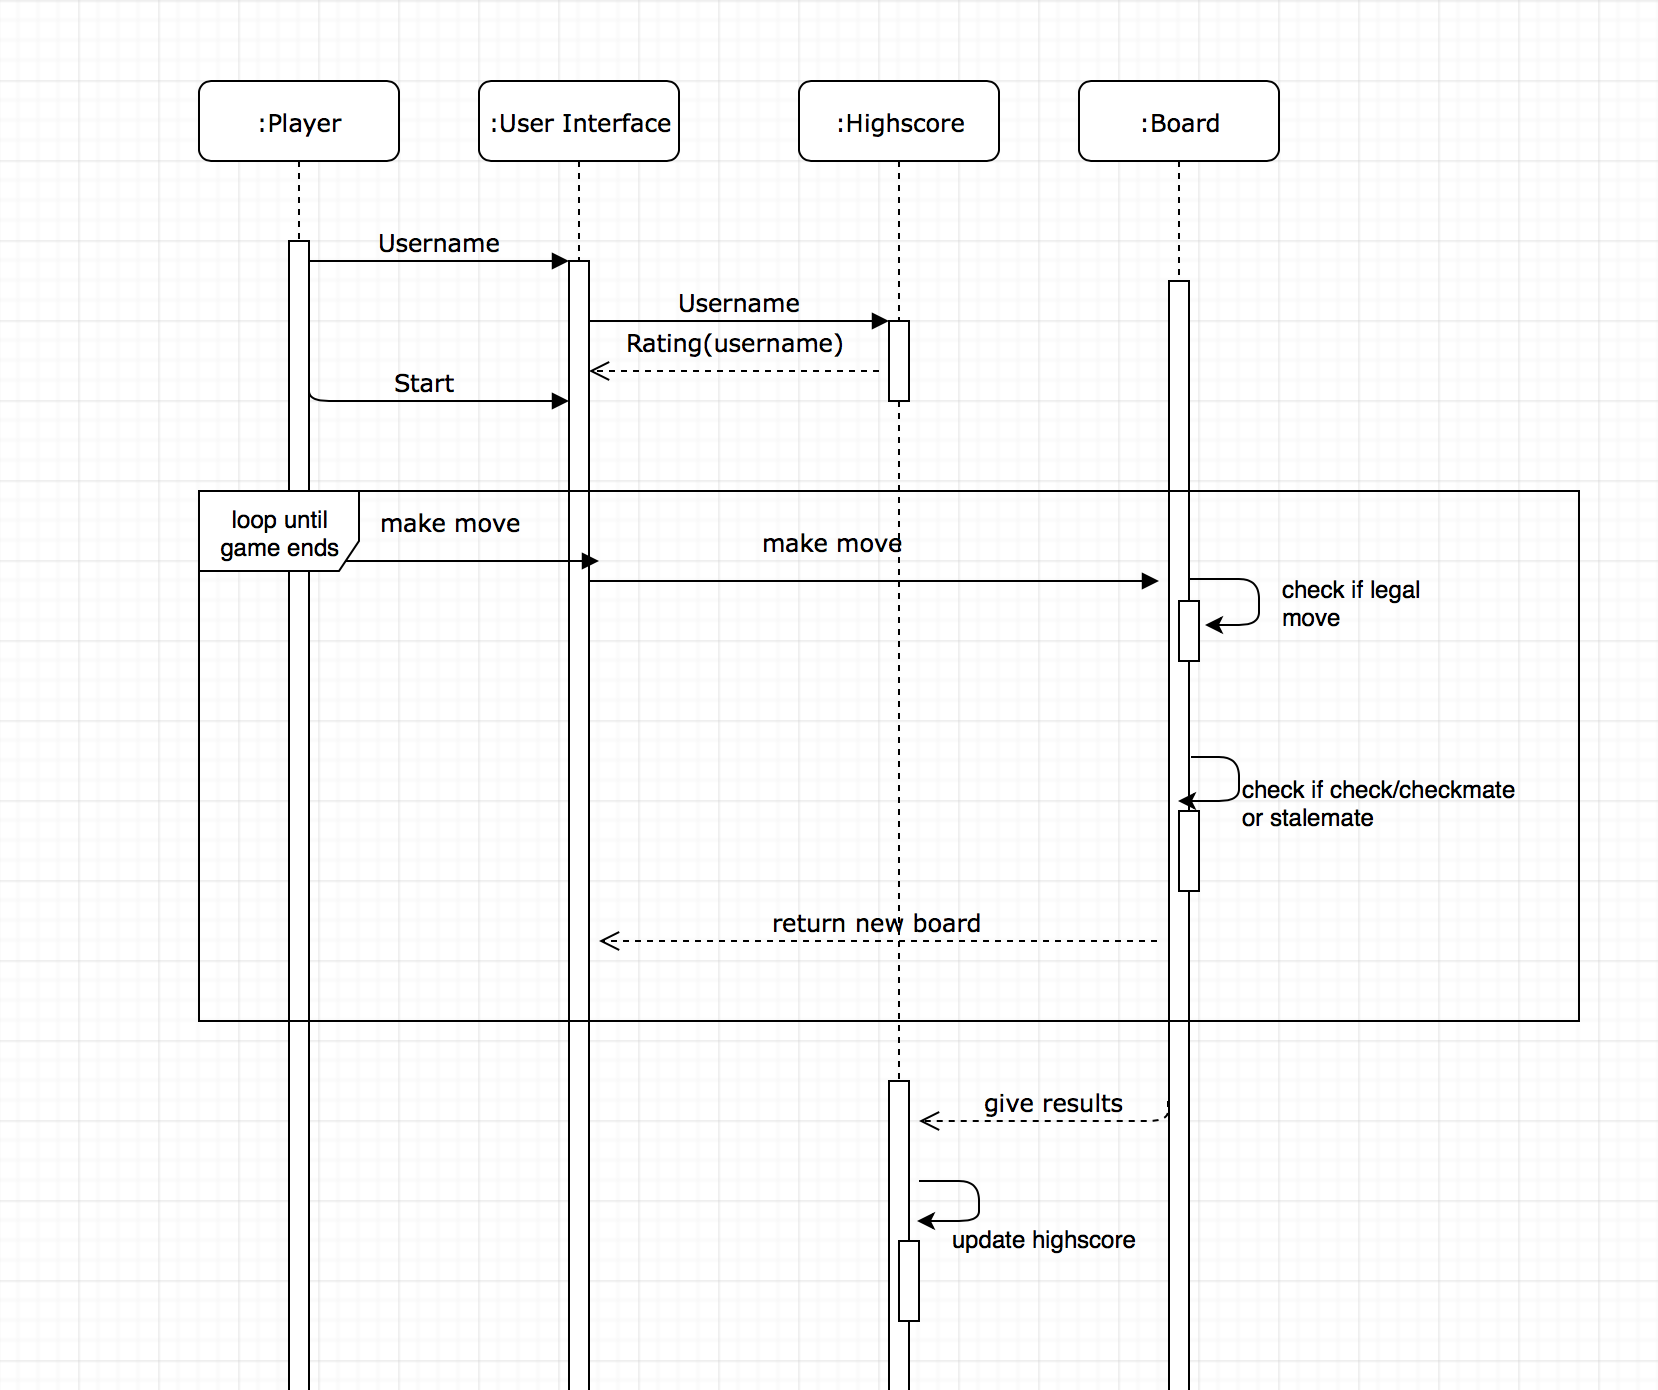 :Player
:User Interface
:Highscore
:Board
Username
Username
Rating(username)
Start
loop until
game ends
make move
make move
check if legal
move
check if check/checkmate
or stalemate
return new board
give results
update highscore